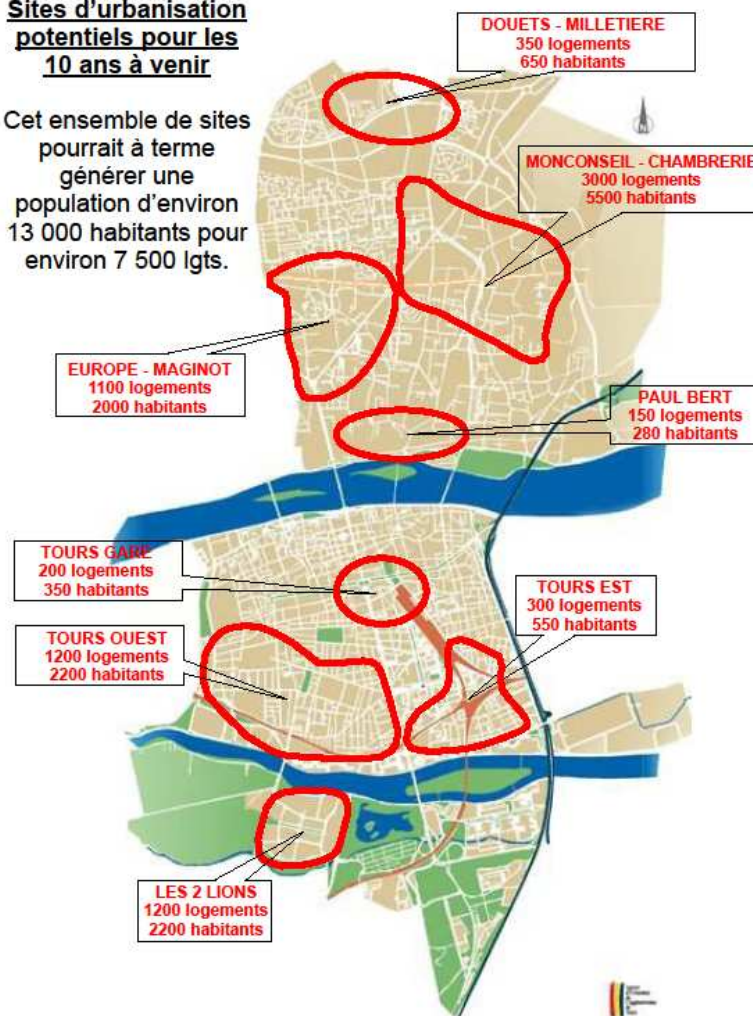 Sites d'urbanisation
potentiels pour les
10 ans à venir
Cet ensemble de sites
pourrait à terme
générer une
population d'environ
13 000 habitants pour
environ 7 500 lgts.
DOUETS - MILLETIERE
350 logements
650 habitants
MONCONSEIL - CHAMBRERIE
3000 logements
5500 habitants
EUROPE - MAGINOT
1100 logements
2000 habitants
PAUL BERT
150 logements
280 habitants
TOURS GARE
200 logements
350 habitants
TOURS EST
300 logements
550 habitants
TOURS OUEST
1200 logements
2200 habitants
LES 2 LIONS
1200 logements
2200 habitants